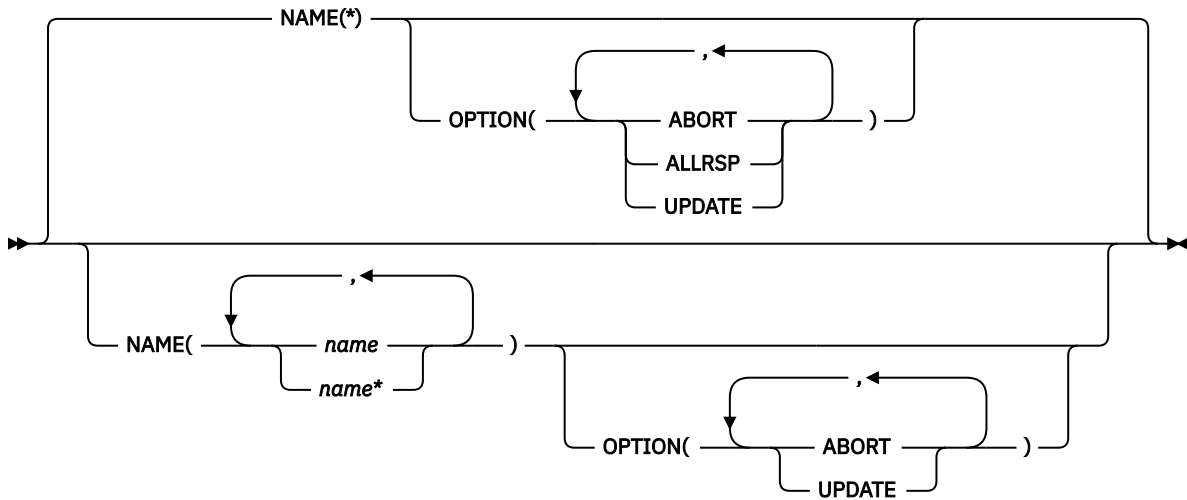 NAME(*)
,
OPTION( ABORT )
ALLRSP
UPDATE
,
NAME( name )
name*
,
OPTION( ABORT )
UPDATE